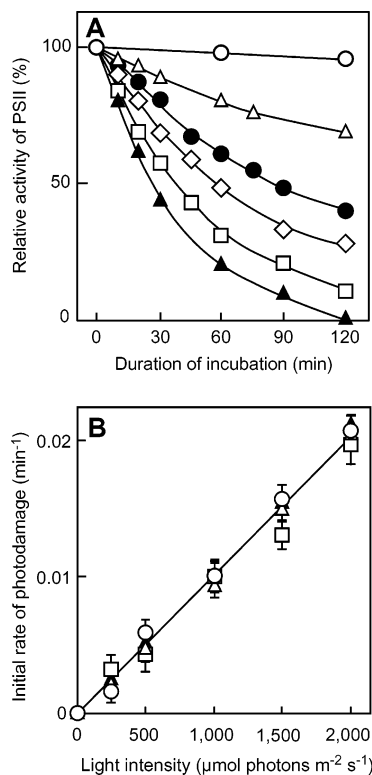 A
100
50
0
Relative activity of PSII (%)
0 30 60 90 120
Duration of incubation (min)
B
0.02
0.01
0
Initial rate of photodamage (min-1)
0 500 1,000 1,500 2,000
Light intensity (µmol photons m-2 s-1)